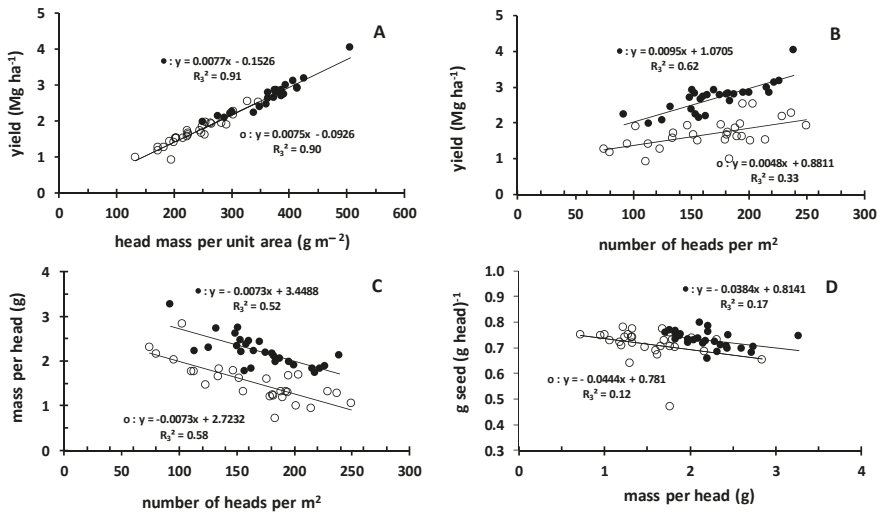 A
yield (Mg ha⁻¹)
5
4
3
2
1
0
● : y = 0.0077x - 0.1526
R₃² = 0.91
o : y = 0.0075x - 0.0926
R₃² = 0.90
0 100 200 300 400 500 600
head mass per unit area (g m⁻²)
B
yield (Mg ha⁻¹)
5
4
3
2
1
0
● : y = 0.0095x + 1.0705
R₃² = 0.62
o : y = 0.0048x + 0.8811
R₃² = 0.33
0 100 200 300
number of heads per m²
C
mass per head (g)
4
3
2
1
0
● : y = - 0.0073x + 3.4488
R₃² = 0.52
o : y = -0.0073x + 2.7232
R₃² = 0.58
0 50 100 150 200 250 300
number of heads per m²
D
g seed (g head)⁻¹
1.0
0.9
0.8
0.7
0.6
0.5
0.4
0.3
● : y = - 0.0384x + 0.8141
R₃² = 0.17
o : y = - 0.0444x + 0.781
R₃² = 0.12
0 1 2 3 4
mass per head (g)